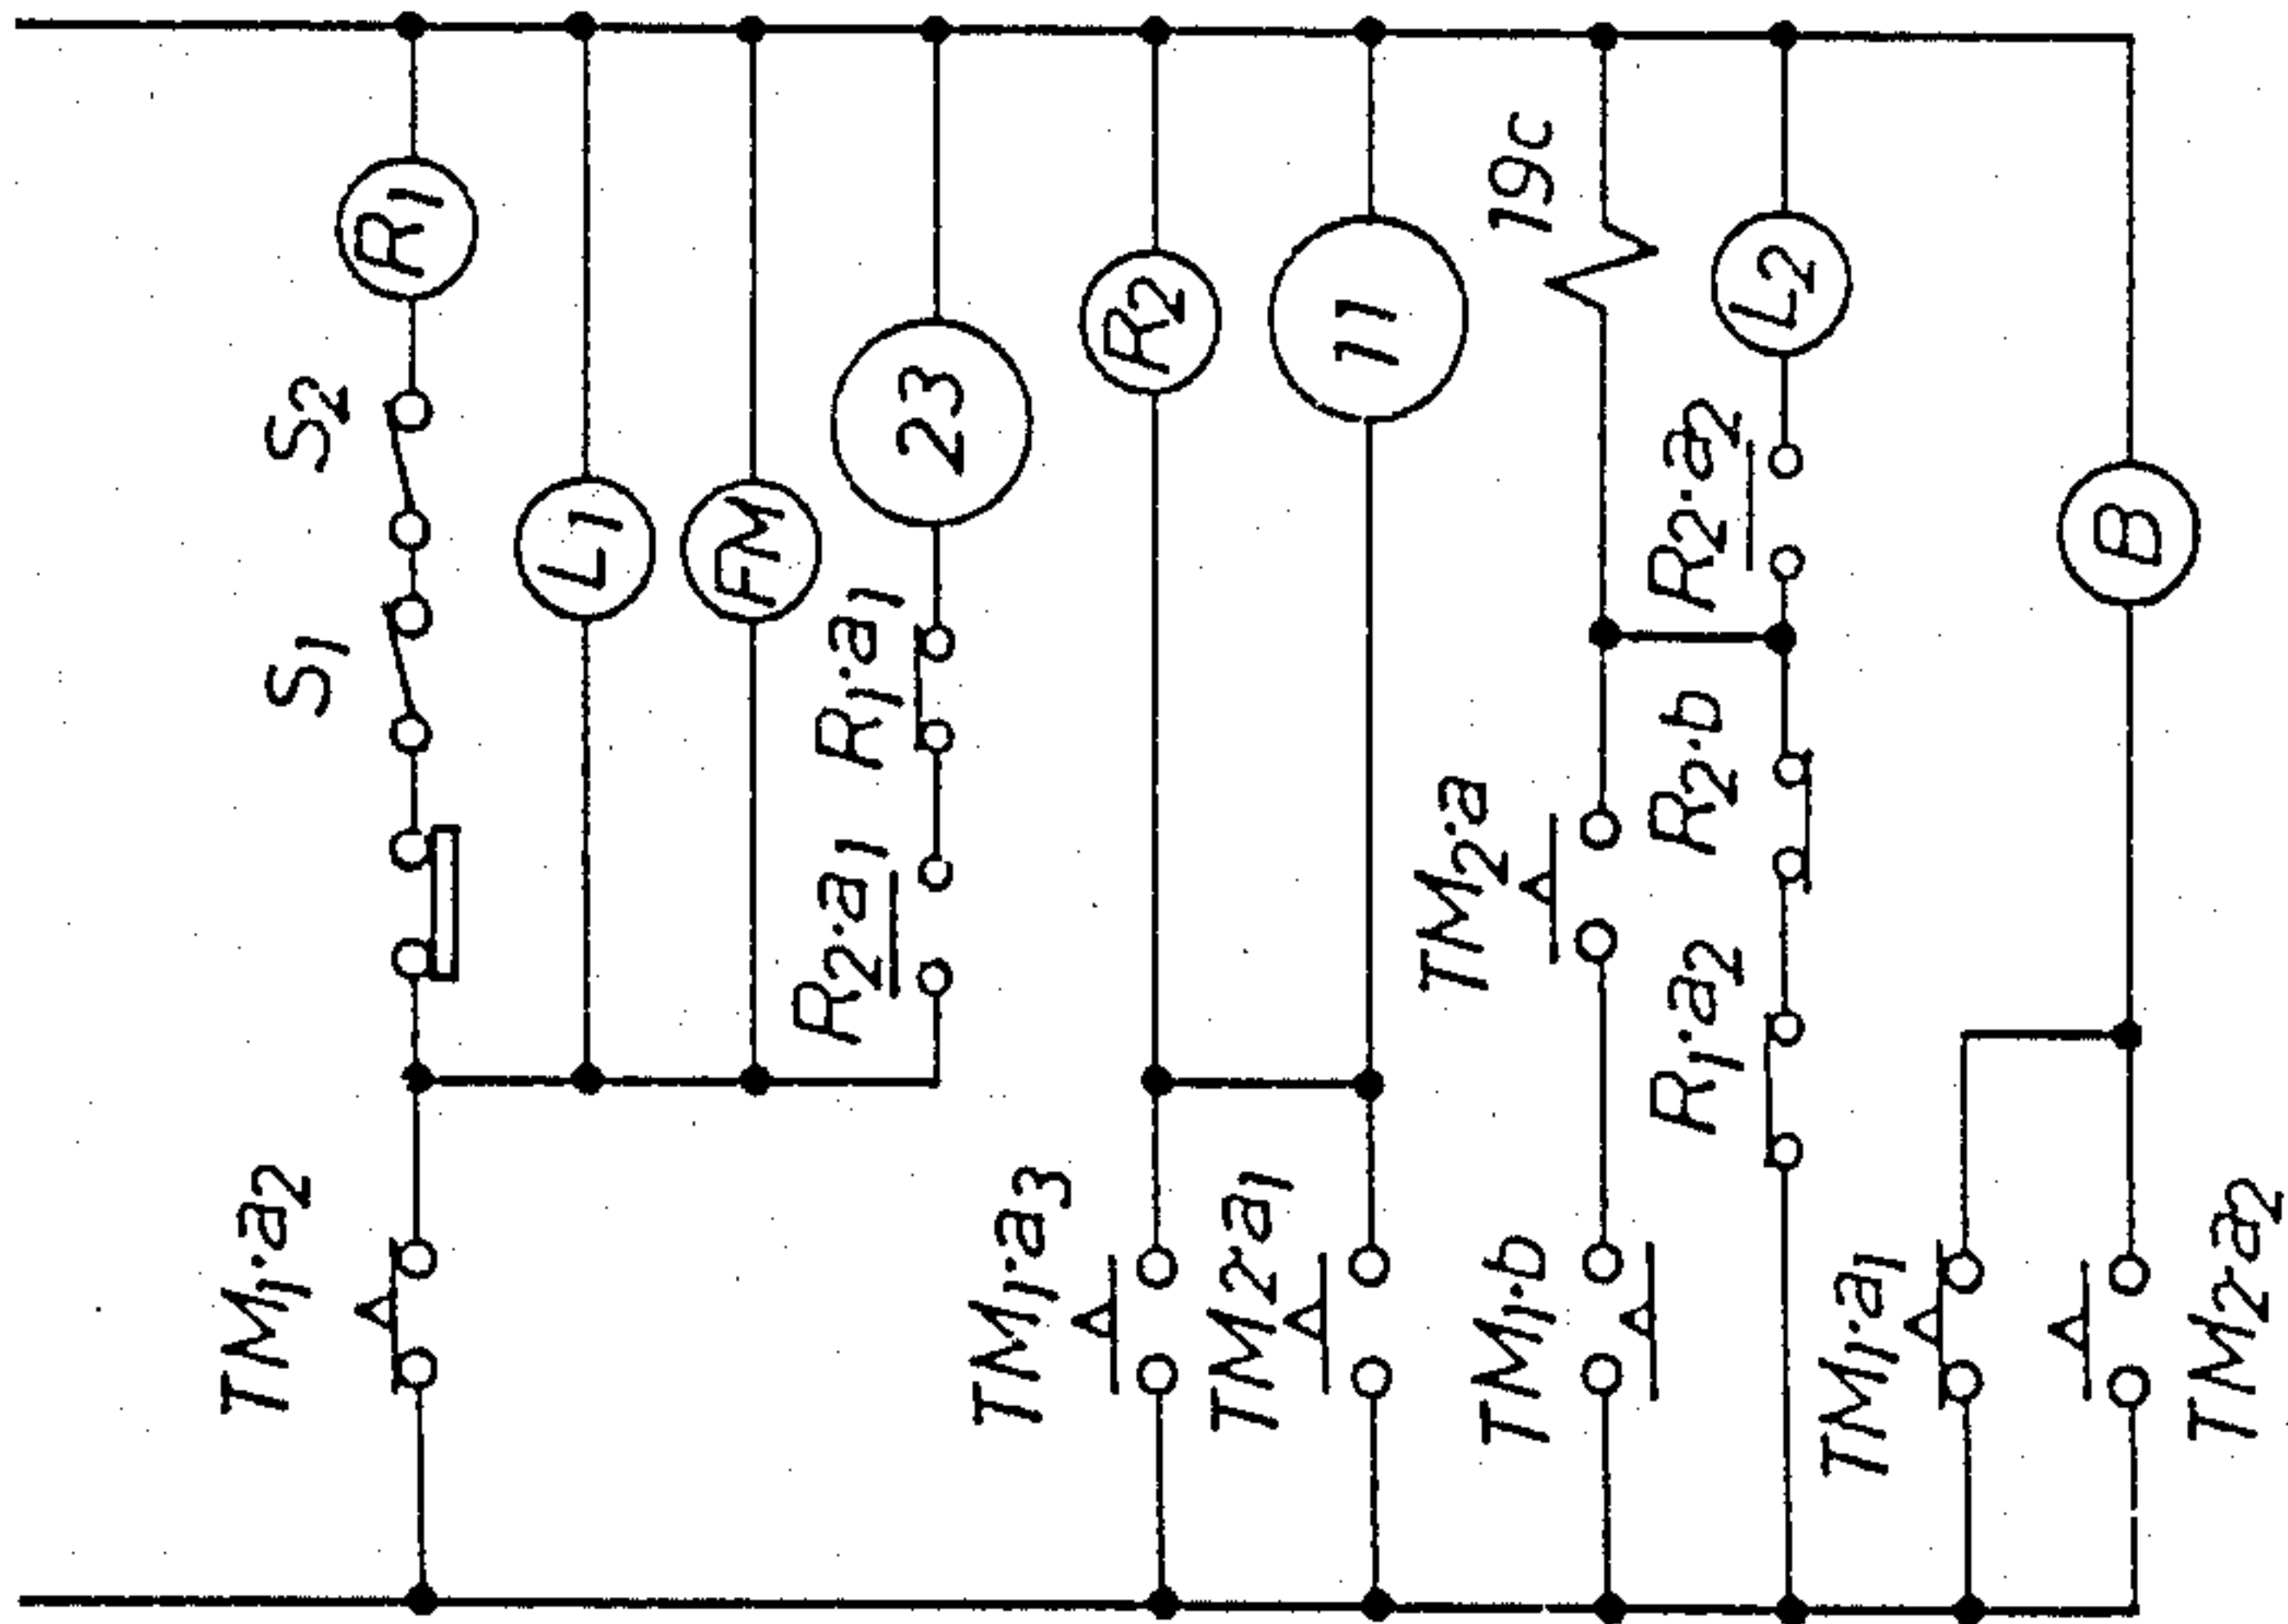 TM1·a2
S1
S2
R1
L1
FM
R2·a1
R1·a1
23
TM1·a3
R2
TM2·a1
11
TM1·b
TM2·a
19c
R1·a2
R2·b
R2·a2
L2
TM1·a1
TM2·a2
B